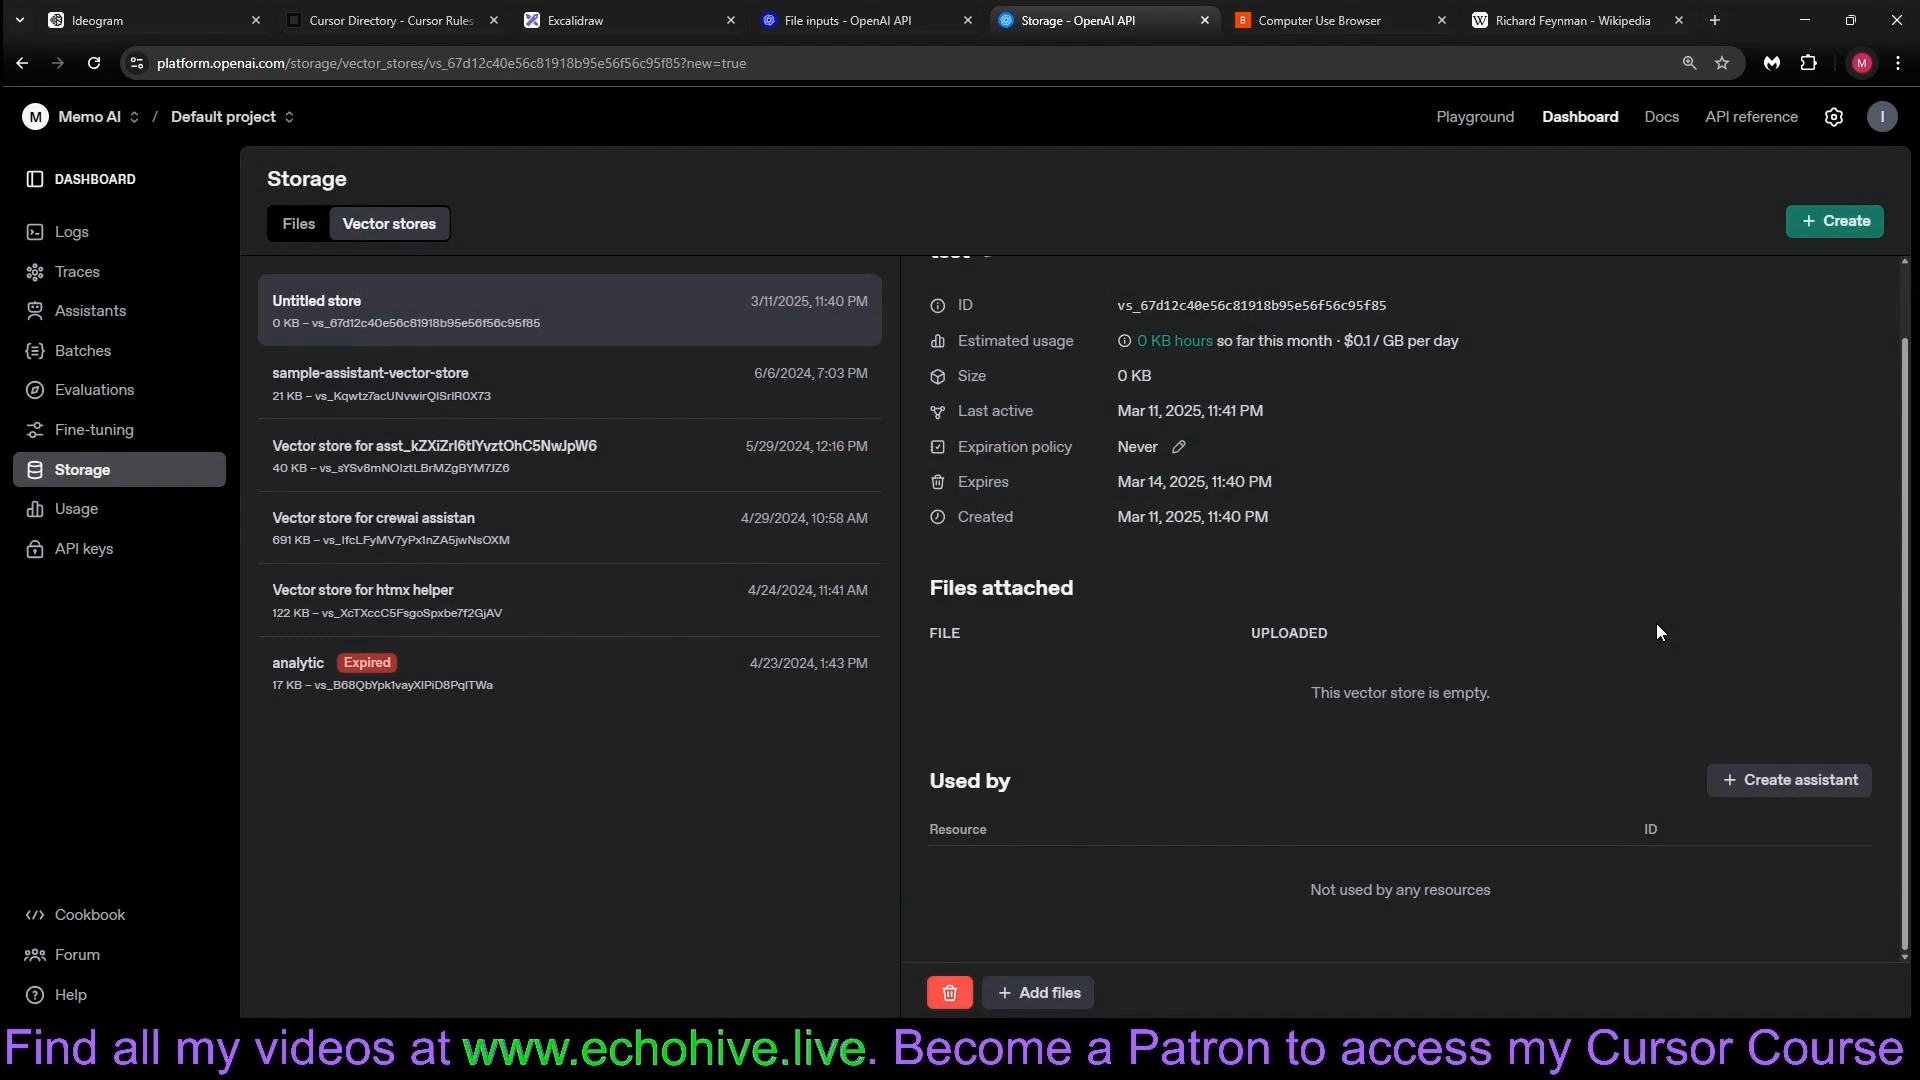 Ideogram
Cursor Directory - Cursor Rules
Excalidraw
File inputs - OpenAI API
Storage - OpenAI API
B
Computer Use Browser
W
Richard Feynman - Wikipedia
platform.openai.com/storage/vector_stores/vs_67d12c40e56c81918b95e56f56c95f85?new=true
M
M
Memo AI
/
Default project
Playground
Dashboard
Docs
API reference
I
DASHBOARD
Logs
Traces
Assistants
Batches
Evaluations
Fine-tuning
Storage
Usage
API keys
Cookbook
Forum
Help
Storage
Files
Vector stores
+ Create
Untitled store
3/11/2025, 11:40 PM
0 KB – vs_67d12c40e56c81918b95e56f56c95f85
sample-assistant-vector-store
6/6/2024, 7:03 PM
21 KB – vs_Kqwtz7acUNvwirQISrIR0X73
Vector store for asst_kZXiZrI6tIYvztOhC5NwJpW6
5/29/2024, 12:16 PM
40 KB – vs_sYSv8mNOIztLBrMZgBYM7JZ6
Vector store for crewai assistan
4/29/2024, 10:58 AM
691 KB – vs_IfcLFyMV7yPx1nZA5jwNsOXM
Vector store for htmx helper
4/24/2024, 11:41 AM
122 KB – vs_XcTXccC5FsgoSpxbe7f2GjAV
analytic
Expired
4/23/2024, 1:43 PM
17 KB – vs_B68QbYpk1vayXIPiD8PqITWa
ID
vs_67d12c40e56c81918b95e56f56c95f85
Estimated usage
0 KB hours so far this month · $0.1 / GB per day
Size
0 KB
Last active
Mar 11, 2025, 11:41 PM
Expiration policy
Never
Expires
Mar 14, 2025, 11:40 PM
Created
Mar 11, 2025, 11:40 PM
Files attached
FILE
UPLOADED
This vector store is empty.
Used by
+ Create assistant
Resource
ID
Not used by any resources
+ Add files
Find all my videos at www.echohive.live. Become a Patron to access my Cursor Course